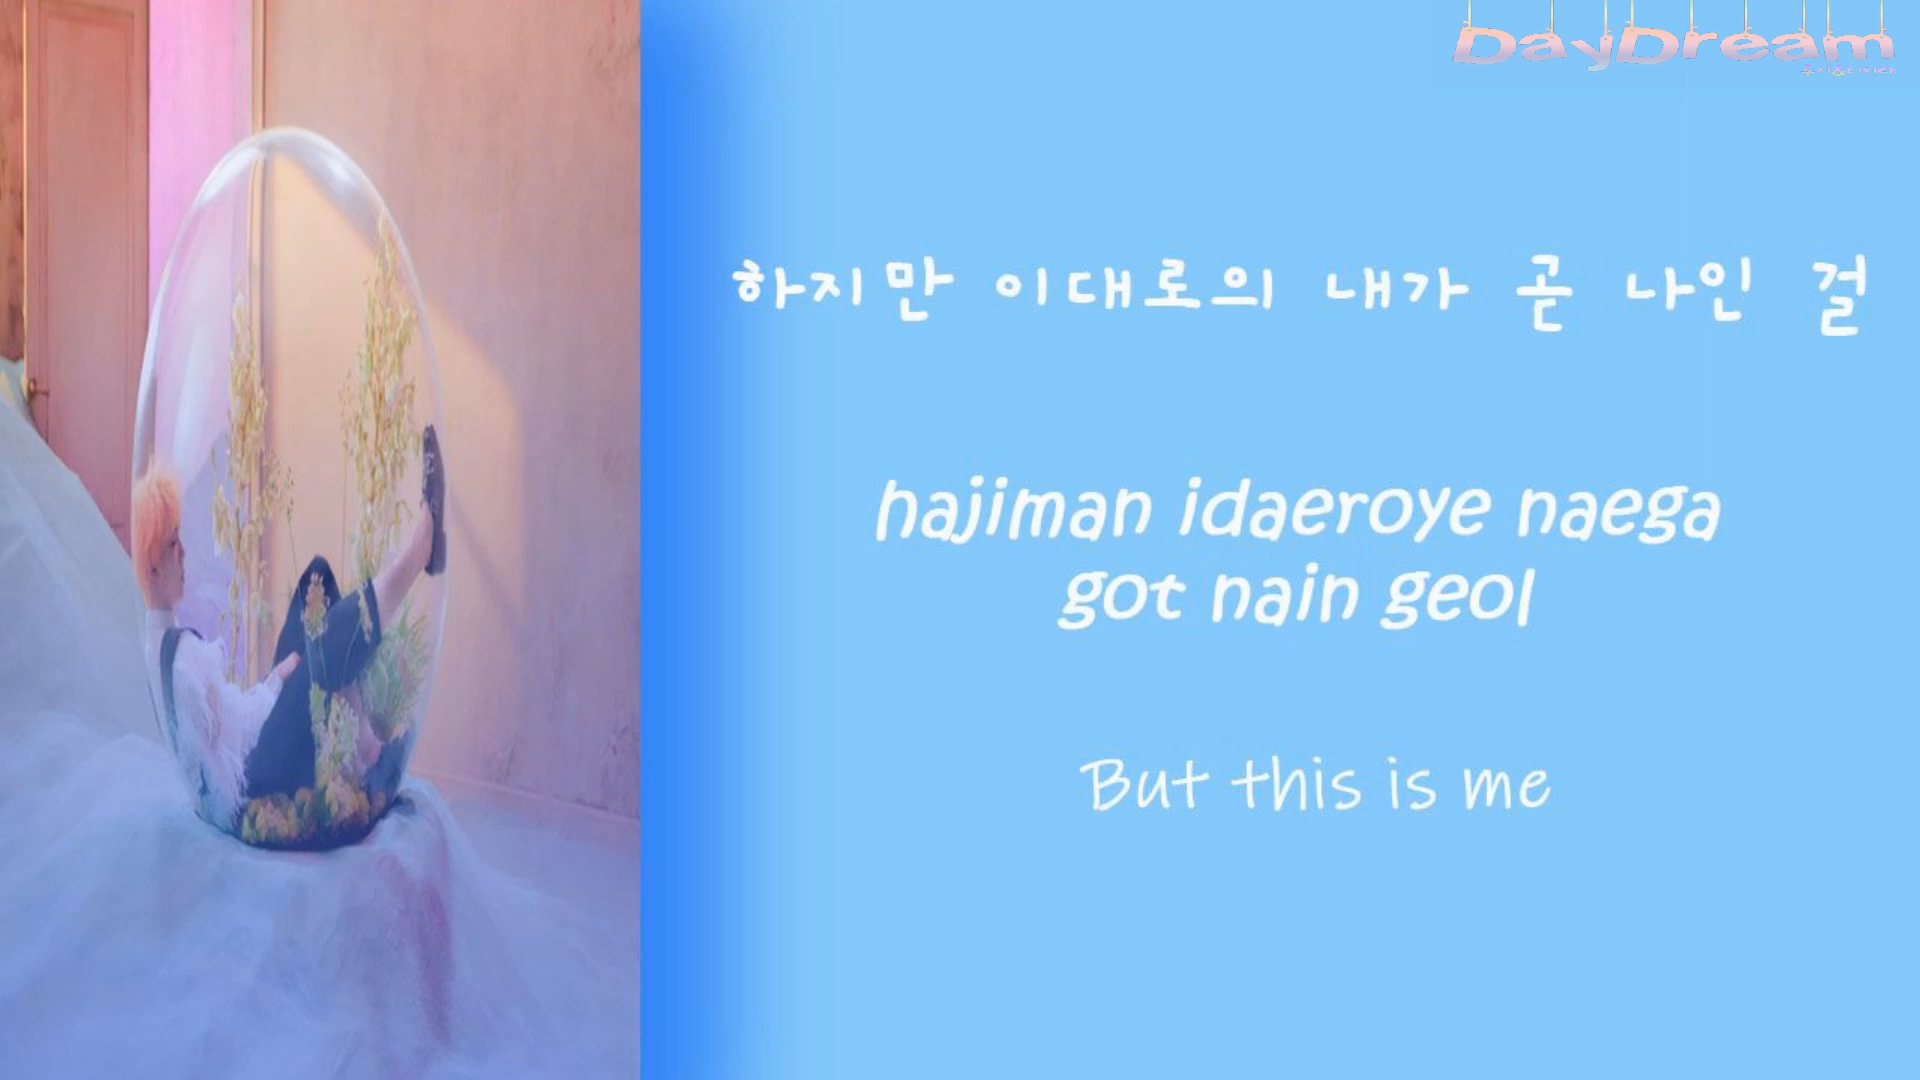 DayDream
하지만 이대로의 내가 곧 나인 걸
hajiman idaeroye naega
got nain geol
But this is me